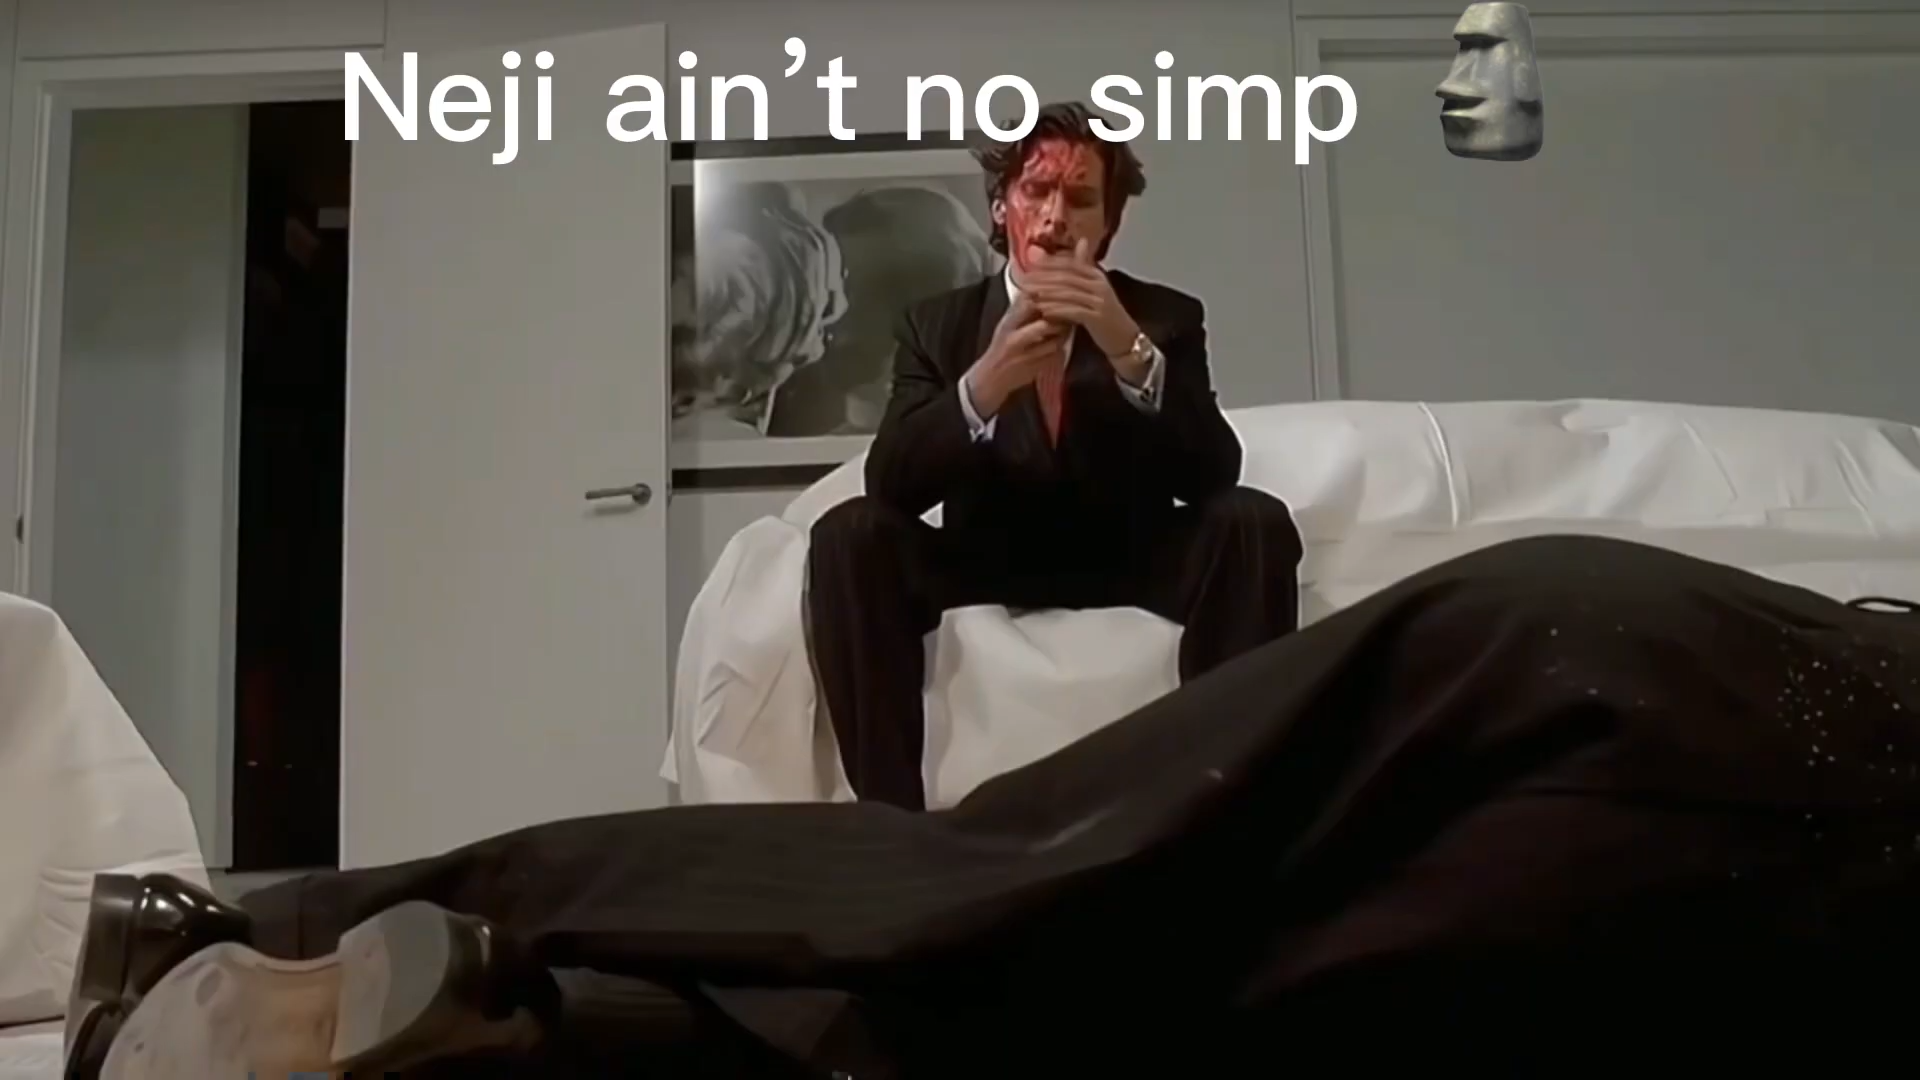 Neji ain’t no simp 🗿